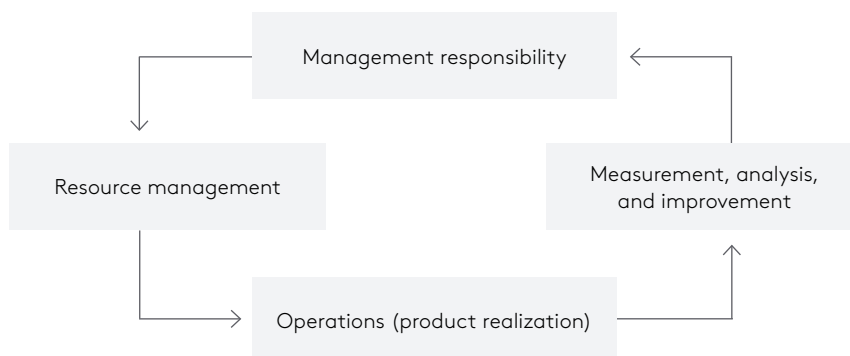 Management responsibility
Resource management
Measurement, analysis,
and improvement
Operations (product realization)